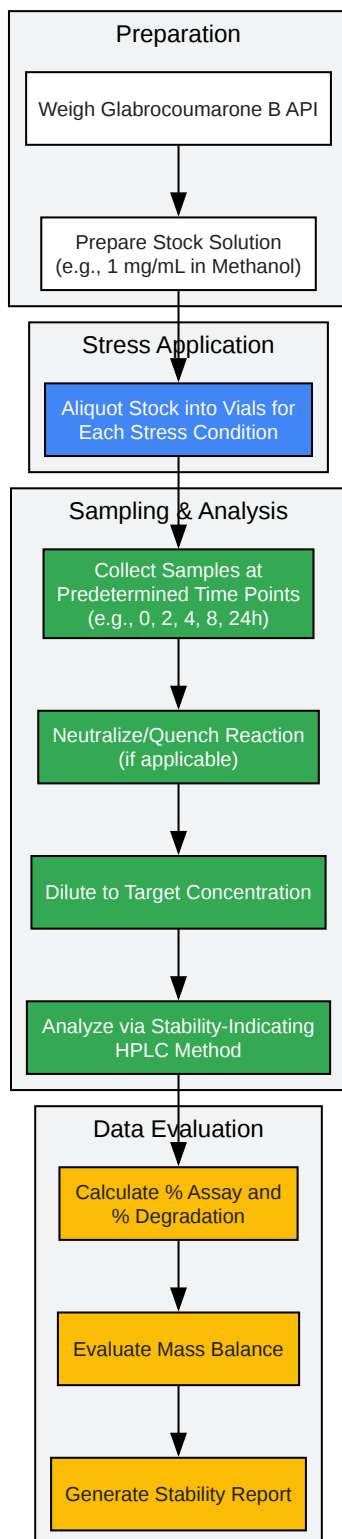 Preparation
Weigh Glabrocoumarone B API
Prepare Stock Solution
(e.g., 1 mg/mL in Methanol)
Stress Application
Aliquot Stock into Vials for
Each Stress Condition
Sampling & Analysis
Collect Samples at
Predetermined Time Points
(e.g., 0, 2, 4, 8, 24h)
Neutralize/Quench Reaction
(if applicable)
Dilute to Target Concentration
Analyze via Stability-Indicating
HPLC Method
Data Evaluation
Calculate % Assay and
% Degradation
Evaluate Mass Balance
Generate Stability Report